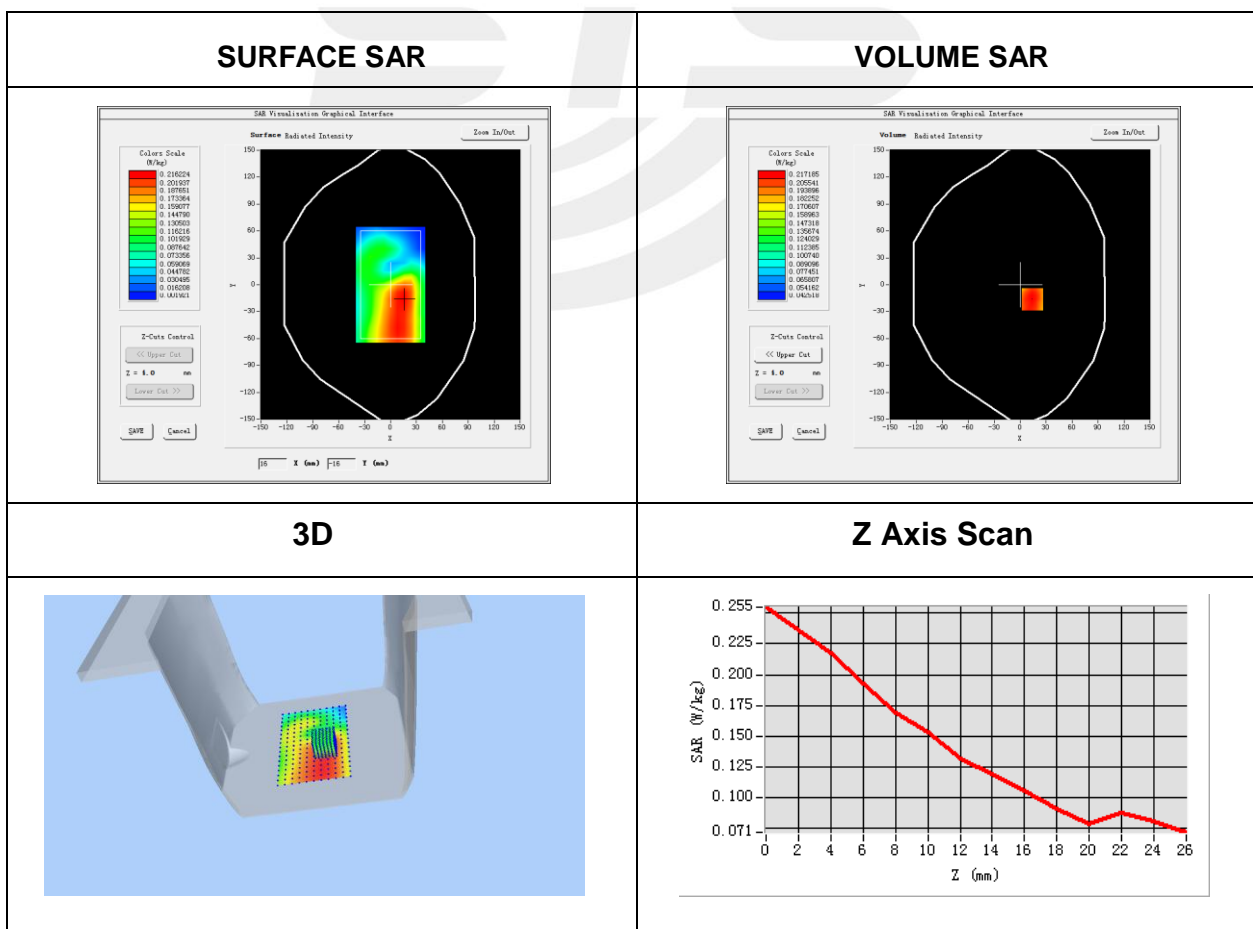 SURFACE SAR
VOLUME SAR
SAR Visualisation Graphical Interface
Surface Radiated Intensity
Zoom In/Out
Colors Scale
(W/kg)
0.216224
0.201937
0.187651
0.173364
0.159077
0.144790
0.130503
0.116216
0.101929
0.087642
0.073356
0.059069
0.044782
0.030495
0.016208
0.001921
150
120
90
60
30
0
-30
-60
-90
-120
-150
Y
-150 -120 -90 -60 -30 0 30 60 90 120 150
X
Z-Cuts Control
<< Upper Cut
Z = 4.0 mm
Lower Cut >>
SAVE Cancel
15 X (mm) -16 Y (mm)
SAR Visualisation Graphical Interface
Volume Radiated Intensity
Zoom In/Out
Colors Scale
(W/kg)
0.217185
0.205541
0.193896
0.182252
0.170607
0.158963
0.147318
0.135674
0.124029
0.112385
0.100740
0.089096
0.077451
0.065807
0.054162
0.042518
150
120
90
60
30
0
-30
-60
-90
-120
-150
Y
-150 -120 -90 -60 -30 0 30 60 90 120 150
X
Z-Cuts Control
<< Upper Cut
Z = 4.0 mm
Lower Cut >>
SAVE Cancel
3D
Z Axis Scan
0.255
0.225
0.200
0.175
0.150
0.125
0.100
0.071
SAR (W/kg)
0 2 4 6 8 10 12 14 16 18 20 22 24 26
Z (mm)